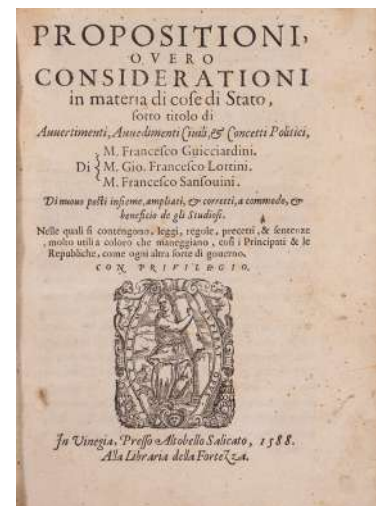 PROPOSITIONI,
OVERO
CONSIDERATIONI
in materia di cose di Stato,
sotto titolo di
Auuertimenti, Auuedimenti Ciuili, & Concetti Politici,
M. Francesco Guicciardini.
Di M. Gio. Francesco Lottini.
M. Francesco Sansouini.
Di nuouo posti insieme, ampliati, & corretti, a commodo, &
beneficio de gli Studiosi.
Nelle quali si contengono, leggi, regole, precetti, & sentenze
, molto utili a coloro che maneggiano, così i Principati & le
Republiche, come ogni altra sorte di gouerno.
CON PRIVILEGIO.
In Vinegia, Presso Altobello Salicato, 1588.
Alla Libraria della Fortezza.